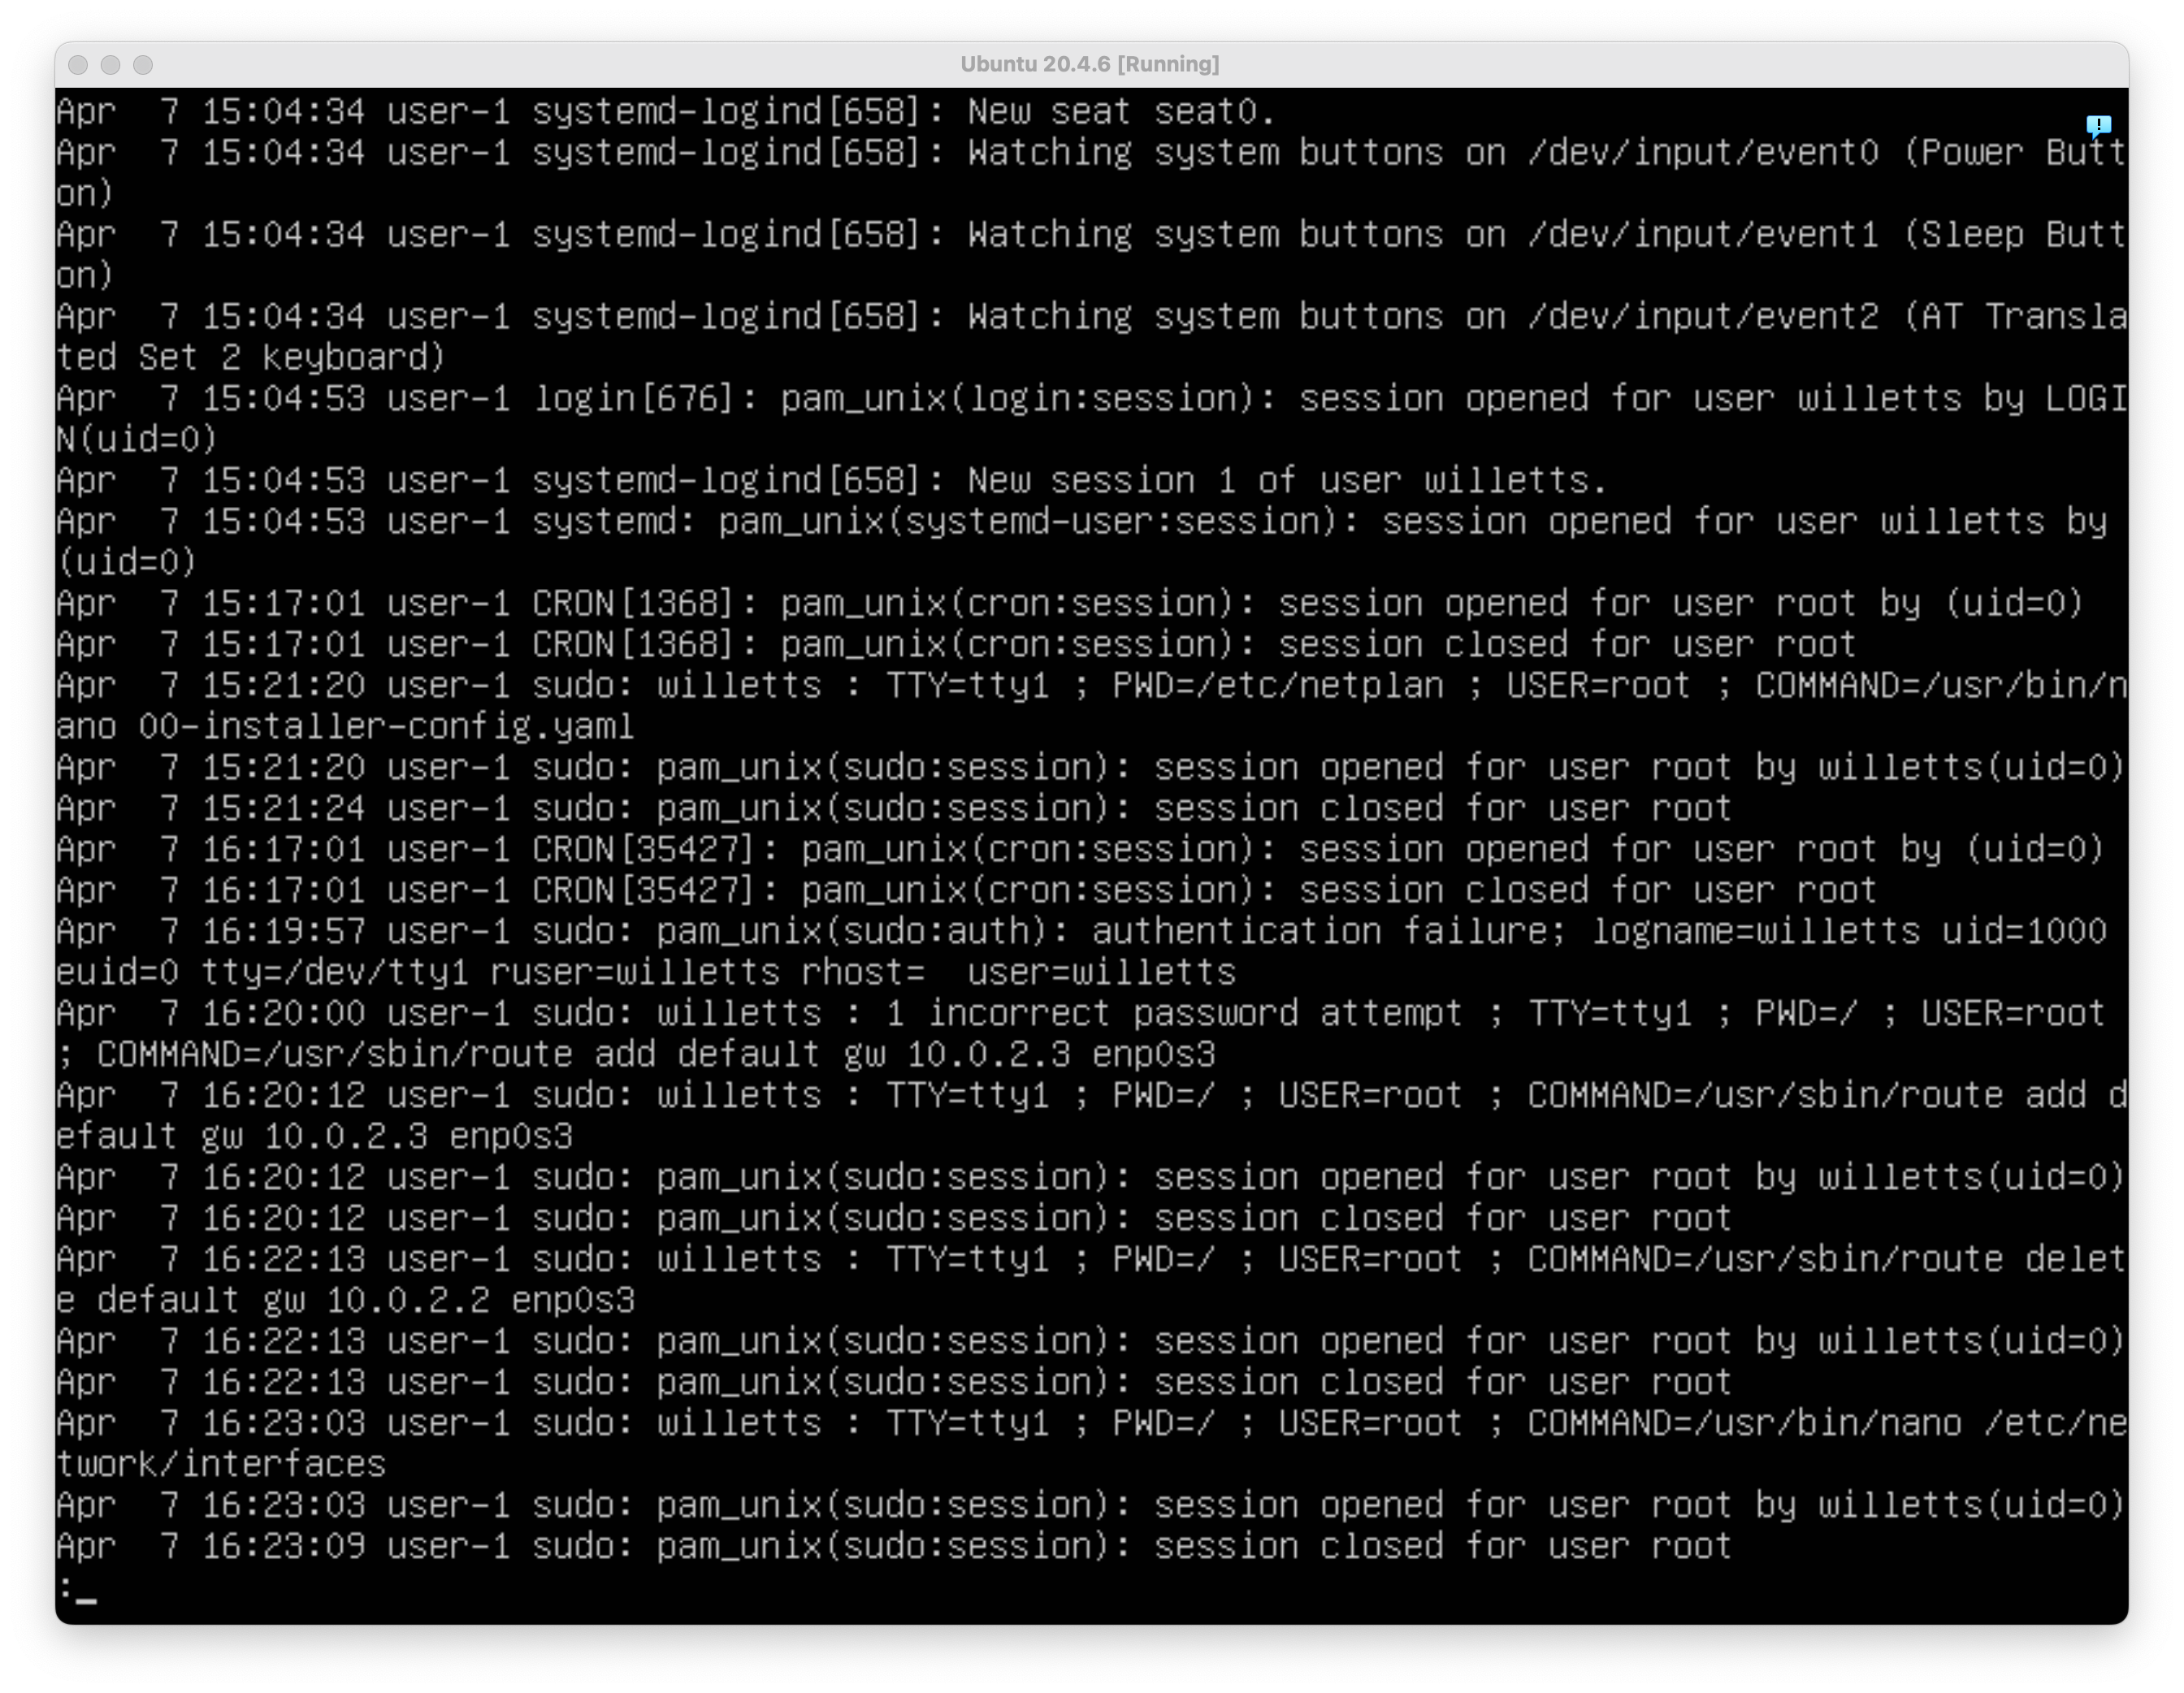 Ubuntu 20.4.6 [Running]
Apr  7 15:04:34 user-1 systemd-logind[658]: New seat seat0.
Apr  7 15:04:34 user-1 systemd-logind[658]: Watching system buttons on /dev/input/event0 (Power Butt
on)
Apr  7 15:04:34 user-1 systemd-logind[658]: Watching system buttons on /dev/input/event1 (Sleep Butt
on)
Apr  7 15:04:34 user-1 systemd-logind[658]: Watching system buttons on /dev/input/event2 (AT Transla
ted Set 2 keyboard)
Apr  7 15:04:53 user-1 login[676]: pam_unix(login:session): session opened for user willetts by LOGI
N(uid=0)
Apr  7 15:04:53 user-1 systemd-logind[658]: New session 1 of user willetts.
Apr  7 15:04:53 user-1 systemd: pam_unix(systemd-user:session): session opened for user willetts by
(uid=0)
Apr  7 15:17:01 user-1 CRON[1368]: pam_unix(cron:session): session opened for user root by (uid=0)
Apr  7 15:17:01 user-1 CRON[1368]: pam_unix(cron:session): session closed for user root
Apr  7 15:21:20 user-1 sudo: willetts : TTY=tty1 ; PWD=/etc/netplan ; USER=root ; COMMAND=/usr/bin/n
ano 00-installer-config.yaml
Apr  7 15:21:20 user-1 sudo: pam_unix(sudo:session): session opened for user root by willetts(uid=0)
Apr  7 15:21:24 user-1 sudo: pam_unix(sudo:session): session closed for user root
Apr  7 16:17:01 user-1 CRON[35427]: pam_unix(cron:session): session opened for user root by (uid=0)
Apr  7 16:17:01 user-1 CRON[35427]: pam_unix(cron:session): session closed for user root
Apr  7 16:19:57 user-1 sudo: pam_unix(sudo:auth): authentication failure; logname=willetts uid=1000
euid=0 tty=/dev/tty1 ruser=willetts rhost=  user=willetts
Apr  7 16:20:00 user-1 sudo: willetts : 1 incorrect password attempt ; TTY=tty1 ; PWD=/ ; USER=root
; COMMAND=/usr/sbin/route add default gw 10.0.2.3 enp0s3
Apr  7 16:20:12 user-1 sudo: willetts : TTY=tty1 ; PWD=/ ; USER=root ; COMMAND=/usr/sbin/route add d
efault gw 10.0.2.3 enp0s3
Apr  7 16:20:12 user-1 sudo: pam_unix(sudo:session): session opened for user root by willetts(uid=0)
Apr  7 16:20:12 user-1 sudo: pam_unix(sudo:session): session closed for user root
Apr  7 16:22:13 user-1 sudo: willetts : TTY=tty1 ; PWD=/ ; USER=root ; COMMAND=/usr/sbin/route delet
e default gw 10.0.2.2 enp0s3
Apr  7 16:22:13 user-1 sudo: pam_unix(sudo:session): session opened for user root by willetts(uid=0)
Apr  7 16:22:13 user-1 sudo: pam_unix(sudo:session): session closed for user root
Apr  7 16:23:03 user-1 sudo: willetts : TTY=tty1 ; PWD=/ ; USER=root ; COMMAND=/usr/bin/nano /etc/ne
twork/interfaces
Apr  7 16:23:03 user-1 sudo: pam_unix(sudo:session): session opened for user root by willetts(uid=0)
Apr  7 16:23:09 user-1 sudo: pam_unix(sudo:session): session closed for user root
:_